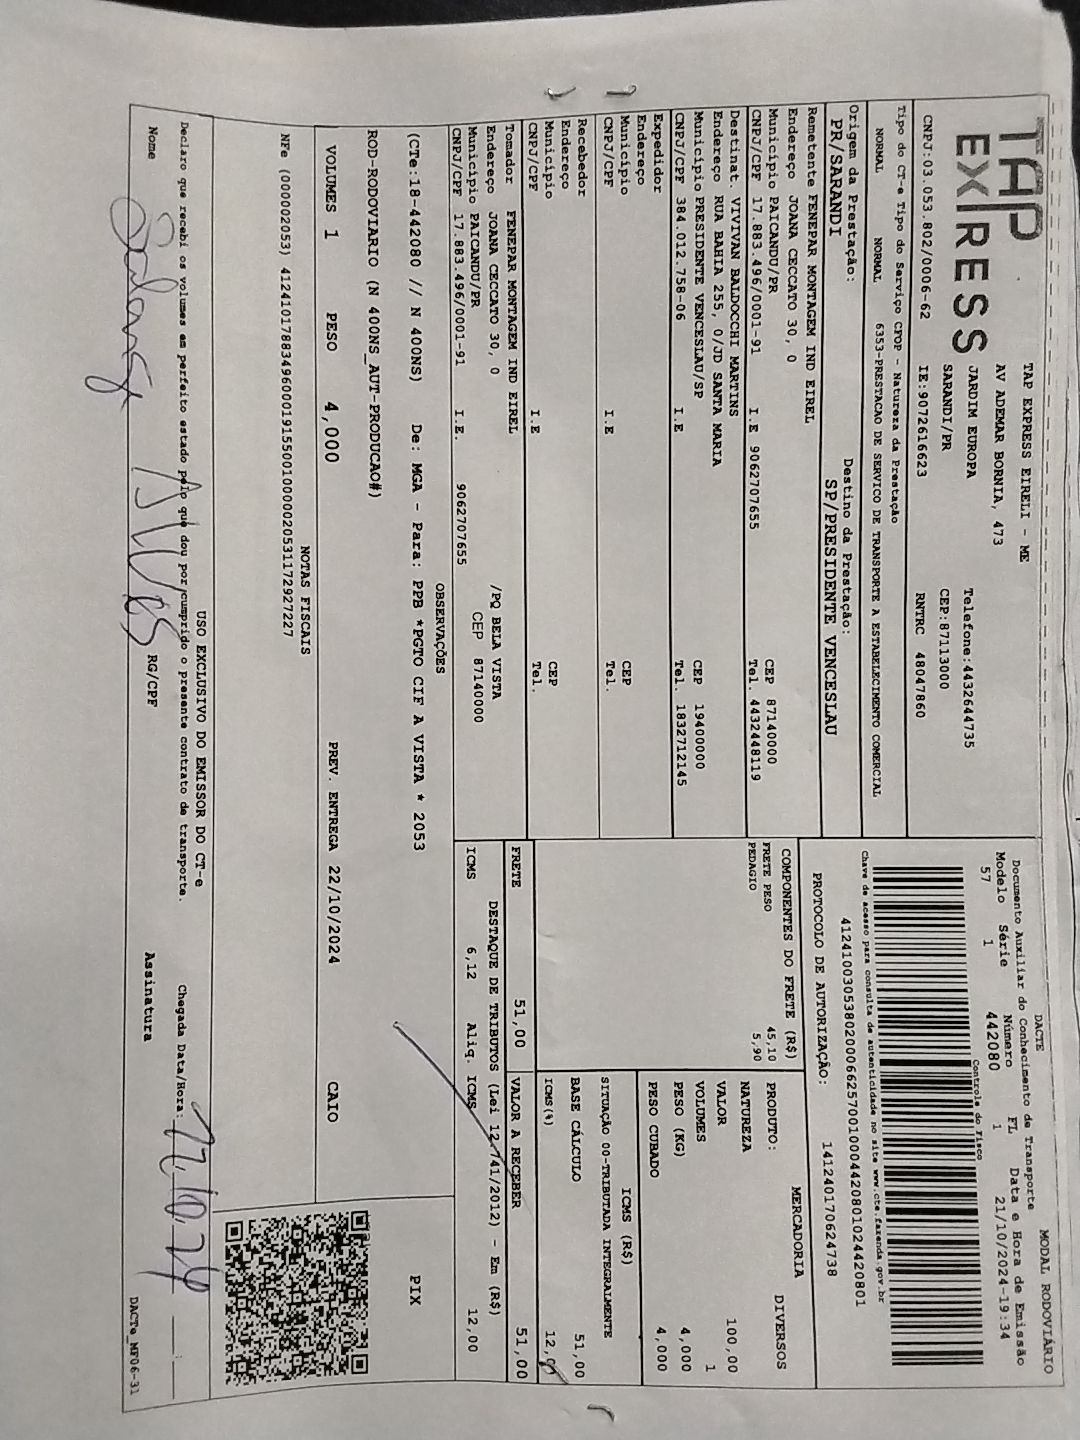 TAP EXPRESS
TAP EXPRESS EIRELI - ME
AV ADEMAR BORNIA, 473
JARDIM EUROPA
SARANDI/PR
Telefone:4432644735
CEP:87113000
CNPJ:03.053.802/0006-62 IE:9072616623 RNTRC 48047860
Tipo do CT-e Tipo do Serviço CFOP - Natureza da Prestação
NORMAL NORMAL 6353-PRESTACAO DE SERVICO DE TRANSPORTE A ESTABELECIMENTO COMERCIAL
Origem da Prestação: Destino da Prestação:
PR/SARANDI SP/PRESIDENTE VENCESLAU
Remetente FENEPAR MONTAGEM IND EIREL
Endereço JOANA CECCATO 30, 0
Município PAICANDU/PR CEP 87140000
CNPJ/CPF 17.883.496/0001-91 I.E 9062707655 Tel. 4432448119
Destinat. VIVIVAN BALDOCCHI MARTINS
Endereço RUA BAHIA 255, 0/JD SANTA MARIA
Município PRESIDENTE VENCESLAU/SP CEP 19400000
CNPJ/CPF 384.012.758-06 I.E Tel. 1832712145
Expedidor
Endereço
Município CEP
CNPJ/CPF I.E Tel.
Recebedor
Endereço
Município CEP
CNPJ/CPF I.E Tel.
Tomador FENEPAR MONTAGEM IND EIREL
Endereço JOANA CECCATO 30, 0 /PQ BELA VISTA
Município PAICANDU/PR CEP 87140000
CNPJ/CPF 17.883.496/0001-91 I.E. 9062707655
DACTE MODAL RODOVIÁRIO
Documento Auxiliar do Conhecimento de Transporte
Modelo Série Número FL Data e Hora de Emissão
57 1 442080 1 21/10/2024-19:34
Controle do Fisco
Chave de acesso para consulta de autenticidade no site www.cte.fazenda.gov.br
41241003053802000662570010004420801024420801
PROTOCOLO DE AUTORIZAÇÃO: 141240170624738
COMPONENTES DO FRETE (R$)
FRETE PESO 45,10
PEDAGIO 5,90
MERCADORIA
PRODUTO: DIVERSOS
NATUREZA
VALOR 100,00
VOLUMES 1
PESO (KG) 4,000
PESO CUBADO 4,000
ICMS (R$)
SITUAÇÃO 00-TRIBUTADA INTEGRALMENTE
BASE CÁLCULO 51,00
ICMS(%)
FRETE 51,00 VALOR A RECEBER 51,00
DESTAQUE DE TRIBUTOS (Lei 12.741/2012) - Em (R$)
ICMS 6,12 Aliq. ICMS 12,00
OBSERVAÇÕES
(CTe:18-442080 // N 400NS) De: MGA - Para: PPB *PGTO CIF A VISTA * 2053
ROD-RODOVIARIO (N 400NS_AUT-PRODUCAO#)
PIX
VOLUMES 1 PESO 4,000 PREV. ENTREGA 22/10/2024 CAIO
NOTAS FISCAIS
NFe (00002053) 41241017883496000191550010000020531172927227
USO EXCLUSIVO DO EMISSOR DO CT-e
Declaro que recebi os volumes em perfeito estado pelo que dou por cumprido o presente contrato de transporte. Chegada Data/Hora: 22.10.24 :
Nome Solange Alves RG/CPF Assinatura
DACTe_MF06-31